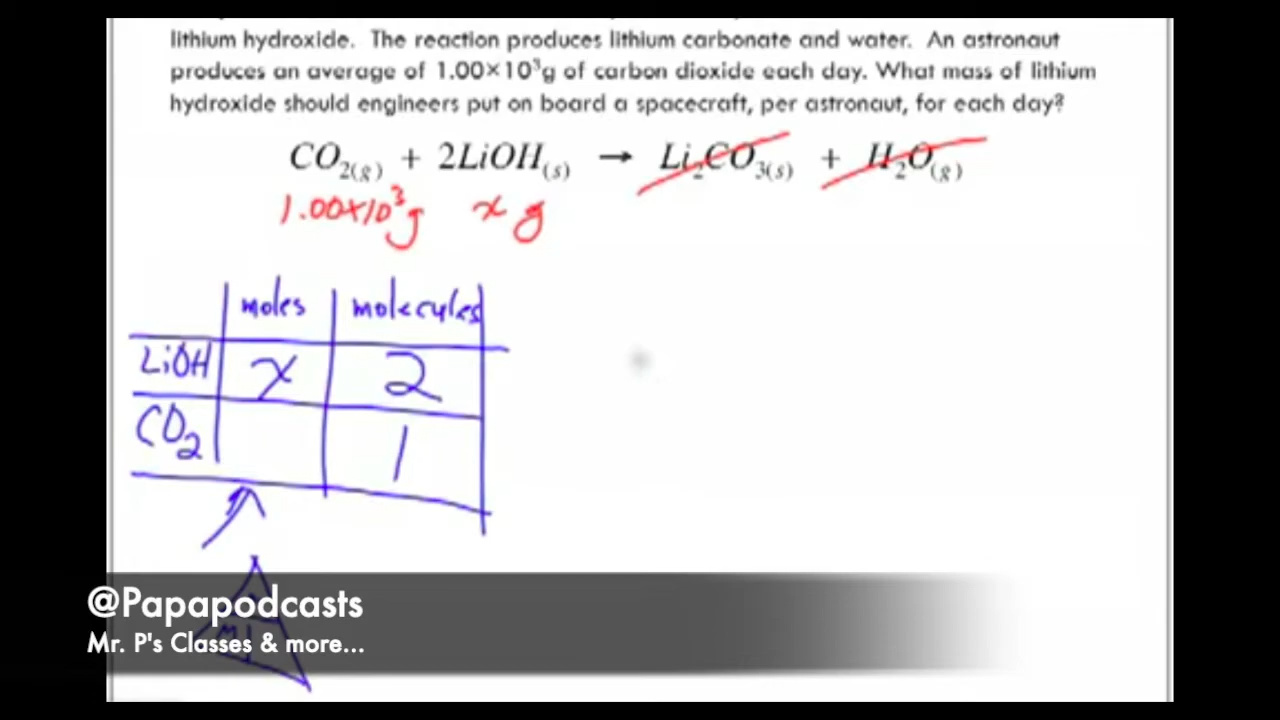 lithium hydroxide. The reaction produces lithium carbonate and water. An astronaut
produces an average of 1.00×10³g of carbon dioxide each day. What mass of lithium
hydroxide should engineers put on board a spacecraft, per astronaut, for each day?
CO₂(g) + 2LiOH(s) → Li₂CO₃(s) + H₂O(g)
1.00×10³g x g
moles molecules
LiOH x 2
CO₂ 1
@Papapodcasts
Mr. P's Classes & more...